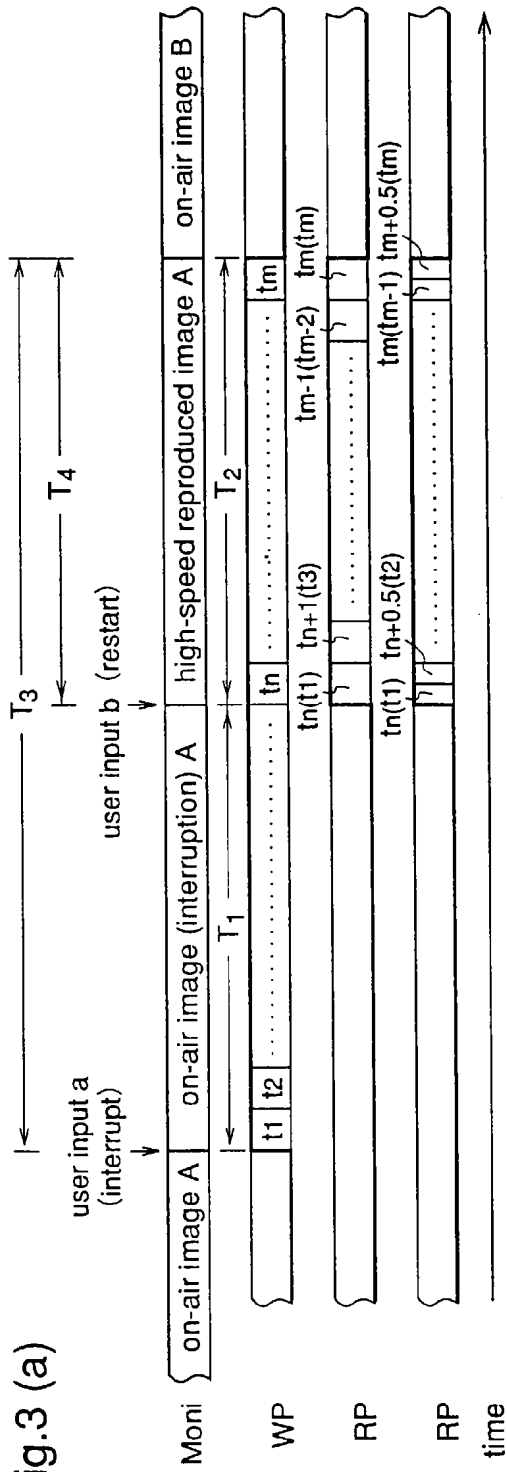 ig.3 (a)
T3
T4
user input a
(interrupt)
user input b (restart)
Moni
on-air image A
on-air image (interruption) A
high-speed reproduced image A
on-air image B
T1
T2
WP
t1
t2
tn
tm
RP
tn(t1)
tn+1(t3)
tm-1(tm-2)
tm(tm)
RP
tn(t1)
tn+0.5(t2)
tm(tm-1)
tm+0.5(tm)
time